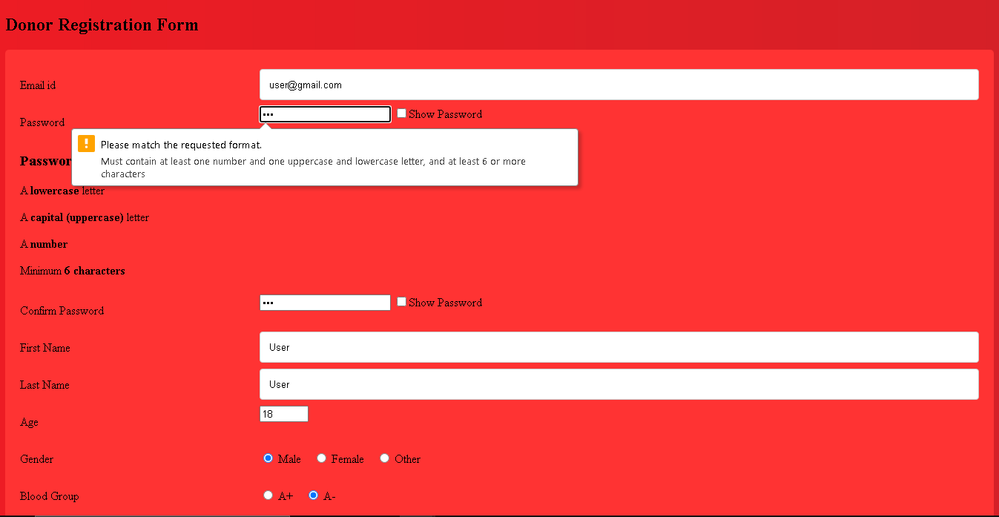 Donor Registration Form
Email id
user@gmail.com
Password
•••
Show Password
Please match the requested format.
Must contain at least one number and one uppercase and lowercase letter, and at least 6 or more
characters
A lowercase letter
A capital (uppercase) letter
A number
Minimum 6 characters
Confirm Password
•••
Show Password
First Name
User
Last Name
User
Age
18
Gender
Male Female Other
Blood Group
A+ A-